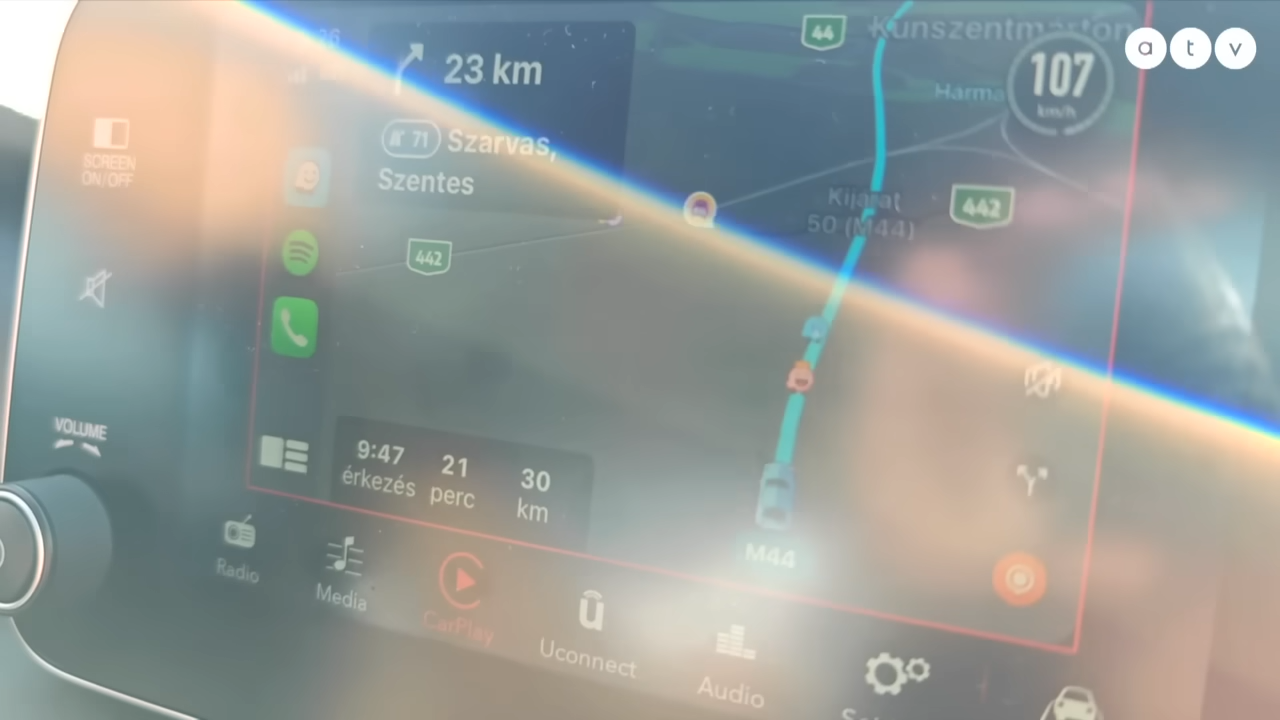 44
Kunszentmárton
a t v
23 km
107
km/h
71 Szarvas,
Szentes
SCREEN
ON/OFF
Kijárat
50 (M44)
442
442
VOLUME
9:47
21
30
érkezés
perc
km
M44
Radio
Media
CarPlay
Uconnect
Audio